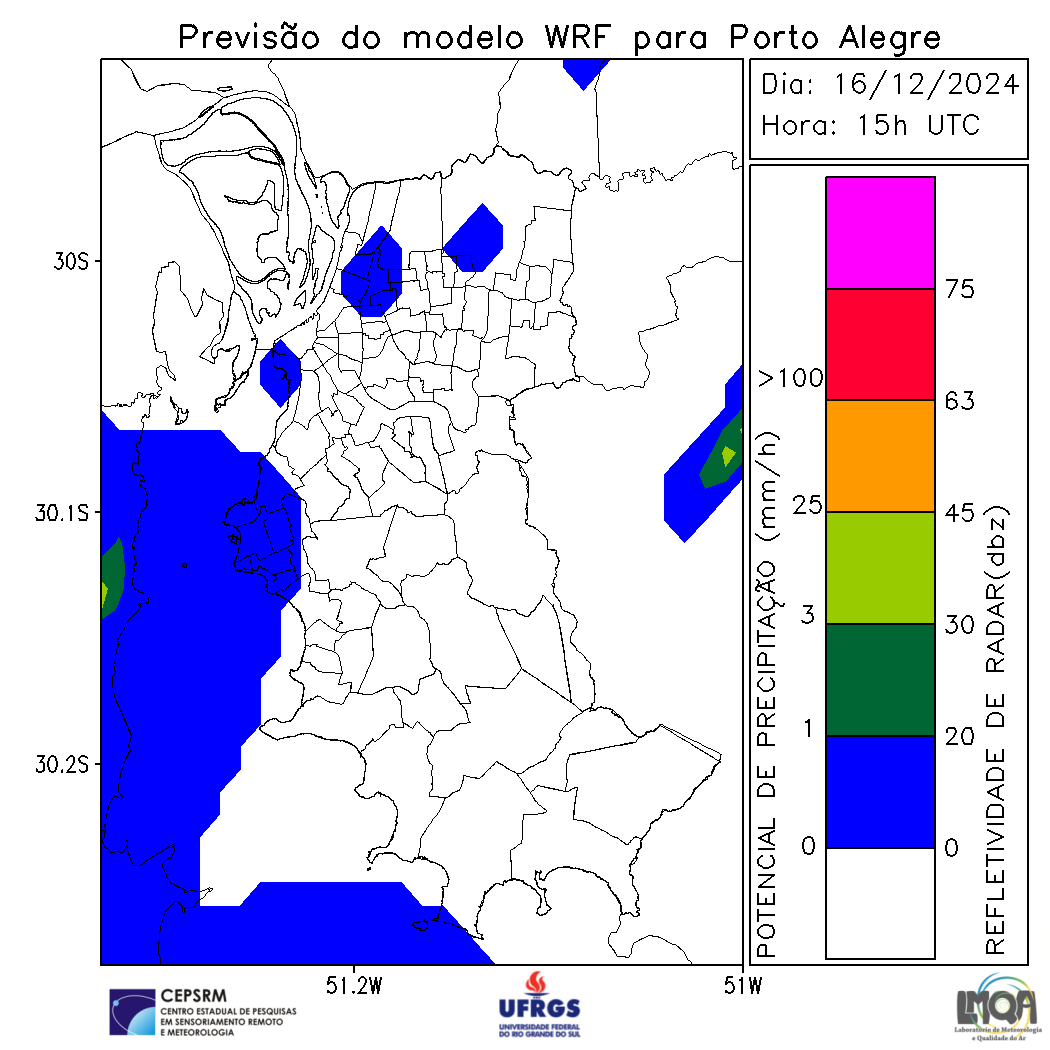 Previsão do modelo WRF para Porto Alegre
Dia: 16/12/2024
Hora: 15h UTC
30S
30.1S
30.2S
51.2W
51W
POTENCIAL DE PRECIPITAÇÃO (mm/h)
>100
25
3
1
0
75
63
45
30
20
0
REFLETIVIDADE DE RADAR(dbz)
CEPSRM
CENTRO ESTADUAL DE PESQUISAS
EM SENSORIAMENTO REMOTO
E METEOROLOGIA
UFRGS
UNIVERSIDADE FEDERAL
DO RIO GRANDE DO SUL
LMQA
Laboratório de Meteorologia
e Qualidade do Ar